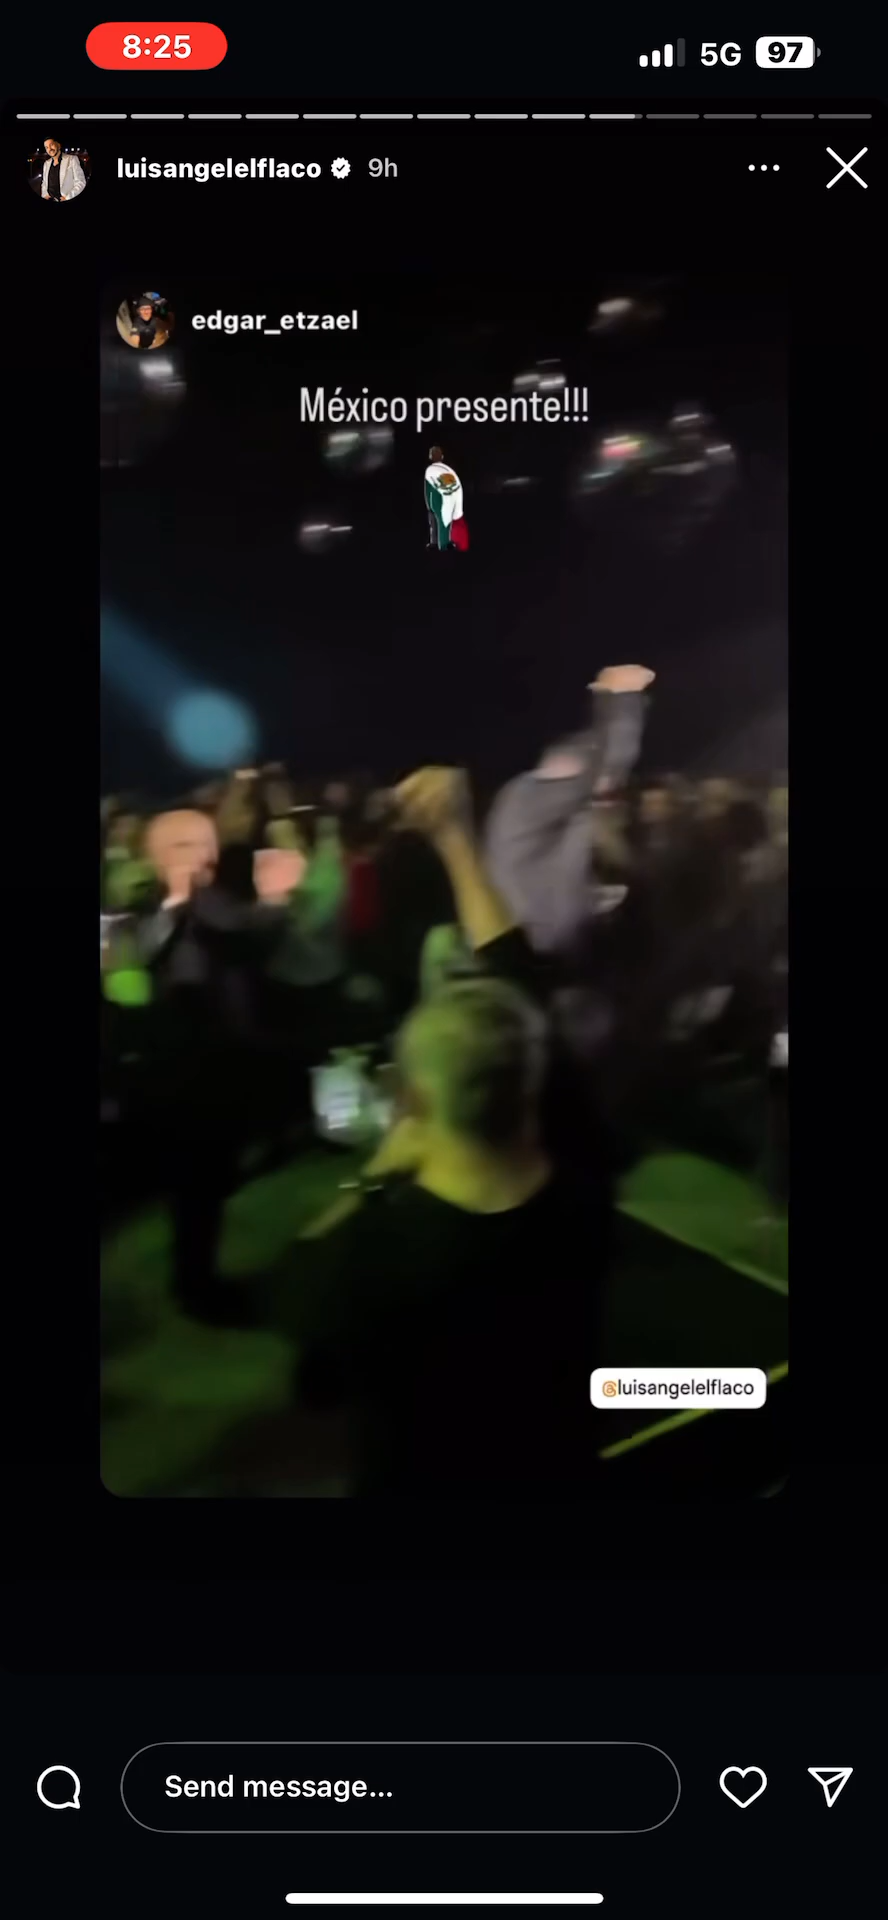 8:25
5G
97
luisangelelflaco
9h
edgar_etzael
México presente!!!
@luisangelelflaco
Send message...